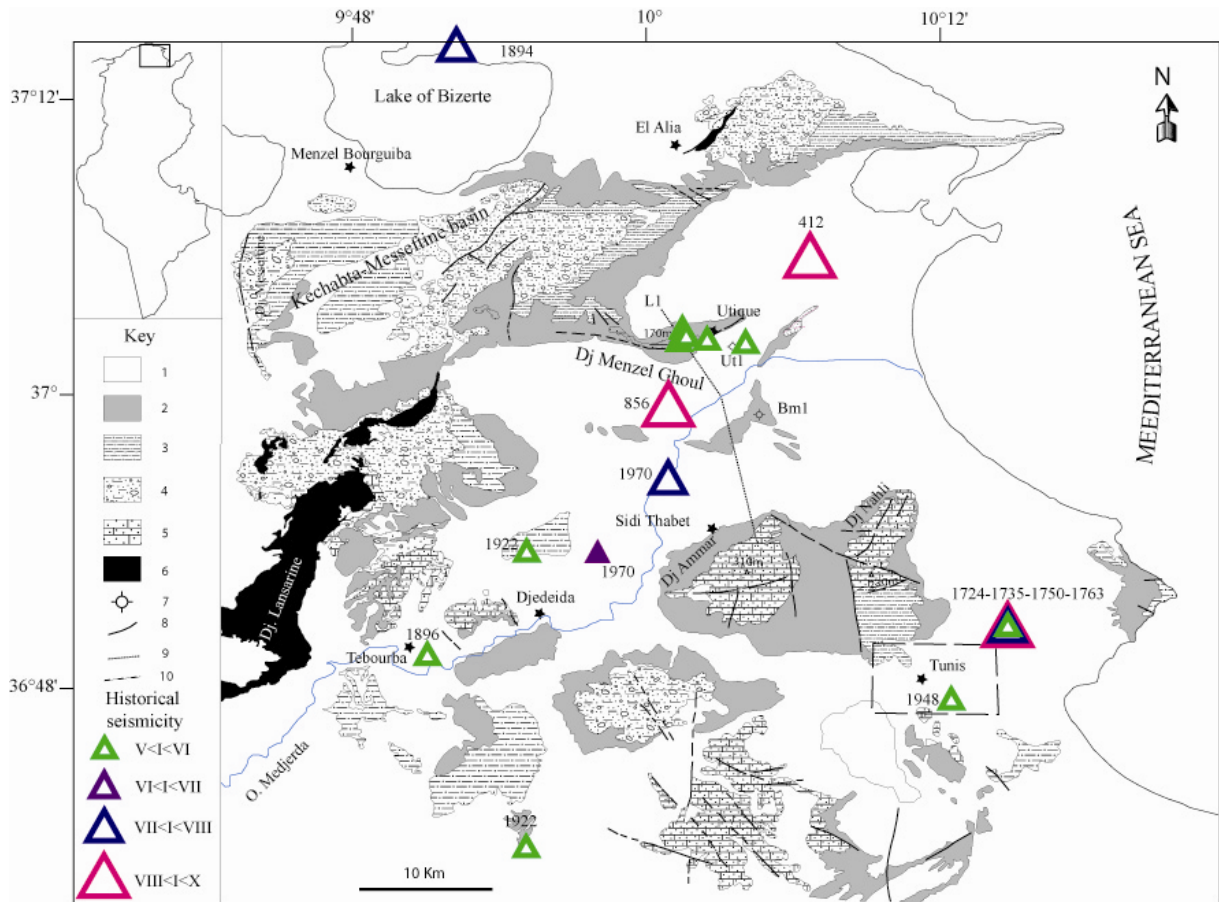 9°48'
10°
10°12'
1894
37°12'
Lake of Bizerte
El Alia
N
Menzel Bourguiba
412
Kechabta-Messeftine basin
Dj. Messeftine
MEEDITERRANEAN SEA
L1
Utique
170m
Ut1
Key
Dj Menzel Ghoul
1
37°
856
Bm1
2
3
1970
Dj Nahli
4
Sidi Thabet
5
1922
Dj Ammar
6
1970
Djedeida
1724-1735-1750-1763
7
Dj. Lansarine
8
1896
Tebourba
9
Tunis
36°48'
10
1948
Historical
seismicity
V<I<VI
O. Medjerda
VI<I<VII
VII<I<VIII
1922
VIII<I<X
10 Km